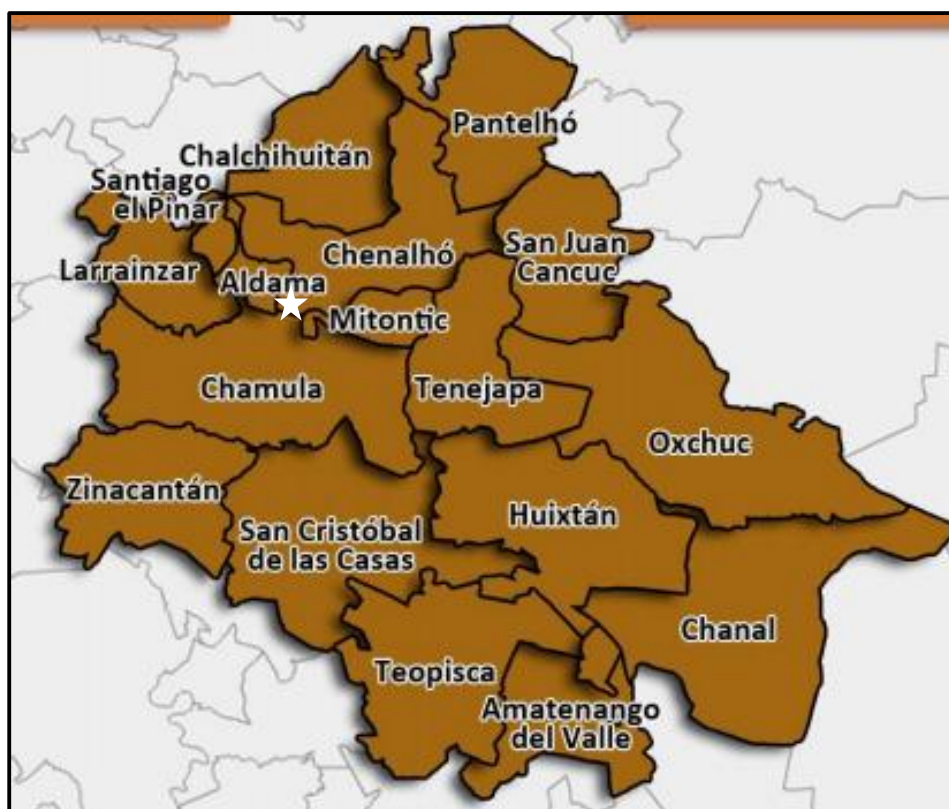 Pantelhó
Chalchihuitán
Santiago
el Pinar
San Juan
Cancuc
Chenalhó
Larrainzar
Aldama
Mitontic
Chamula
Tenejapa
Oxchuc
Zinacantán
Huixtán
San Cristóbal
de las Casas
Chanal
Teopisca
Amatenango
del Valle